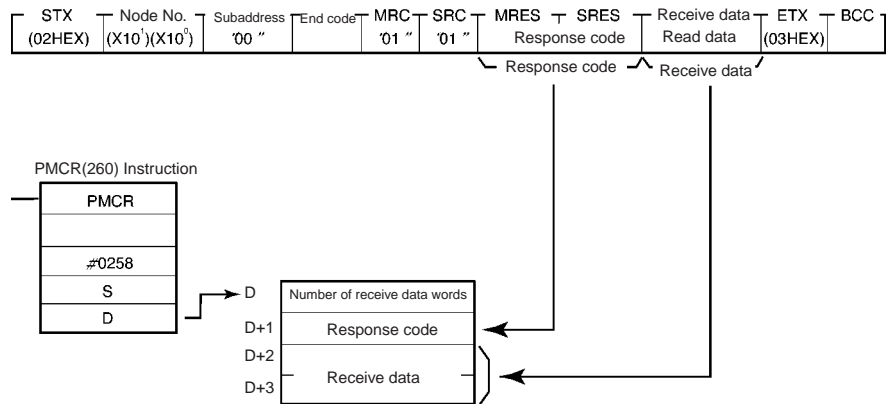 STX Node No. Subaddress End code MRC SRC MRES SRES Receive data ETX BCC
(02HEX) (X10¹)(X10⁰) '00 " '01 " '01 " Response code Read data (03HEX)
Response code Receive data
PMCR(260) Instruction
PMCR
#0258
S
D
D Number of receive data words
D+1 Response code
D+2
Receive data
D+3